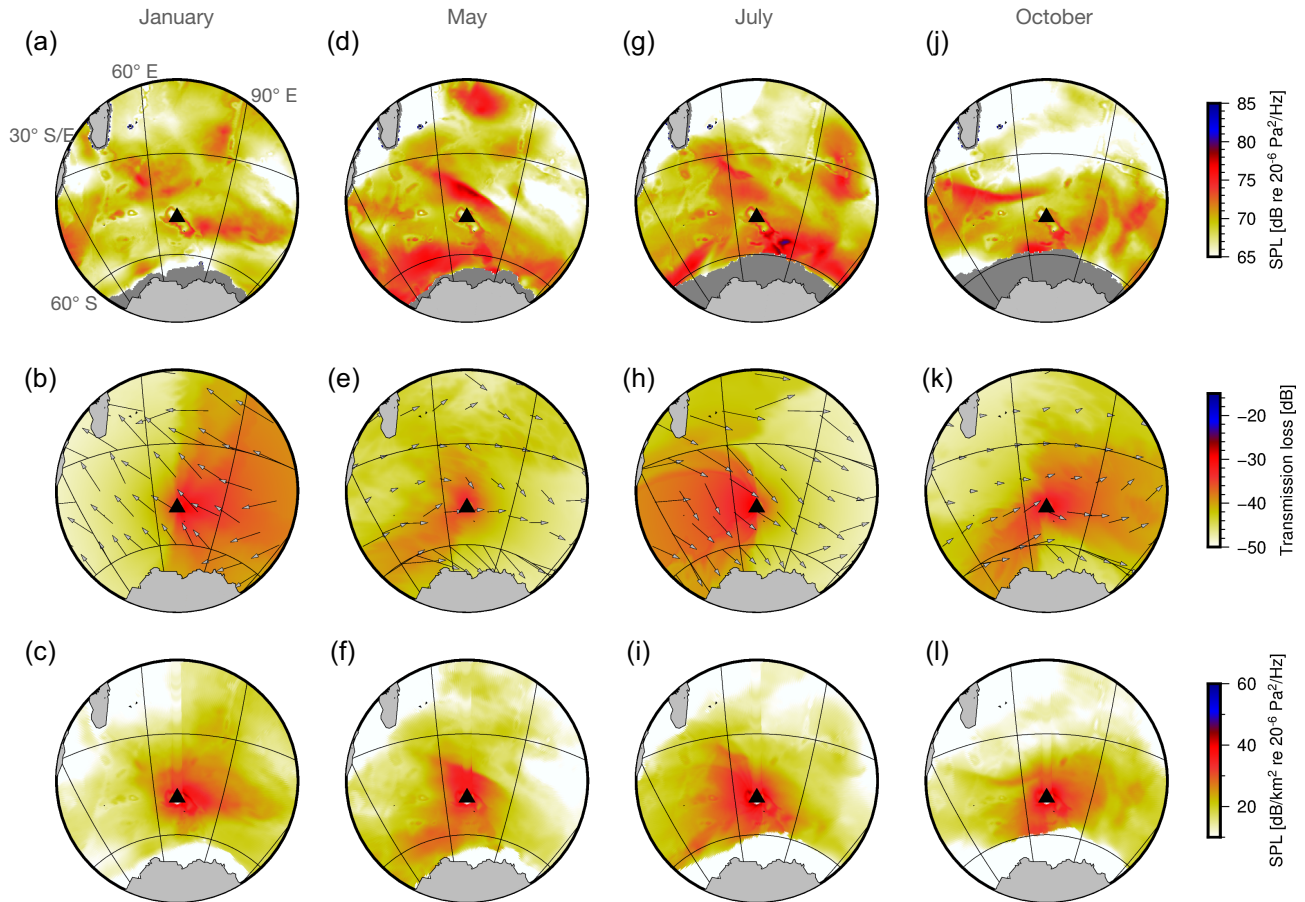 January
May
July
October
(a)
(d)
(g)
(j)
60° E
90° E
30° S/E
60° S
85
80
75
70
65
SPL [dB re 20⁻⁶ Pa²/Hz]
(b)
(e)
(h)
(k)
−20
−30
−40
−50
Transmission loss [dB]
(c)
(f)
(i)
(l)
60
40
20
SPL [dB/km² re 20⁻⁶ Pa²/Hz]